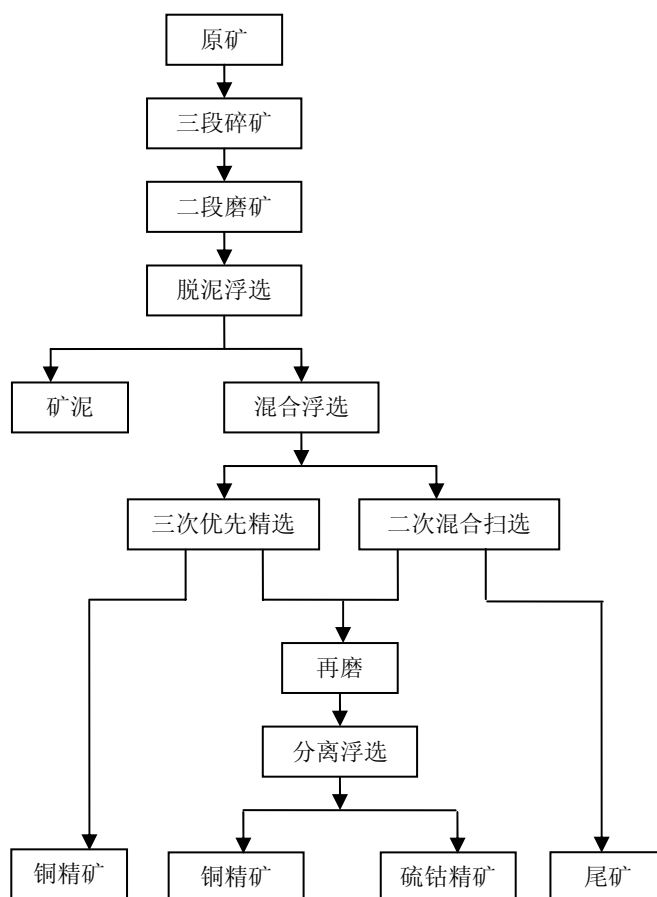 原矿
三段碎矿
二段磨矿
脱泥浮选
矿泥
混合浮选
三次优先精选
二次混合扫选
再磨
分离浮选
铜精矿
铜精矿
硫钴精矿
尾矿